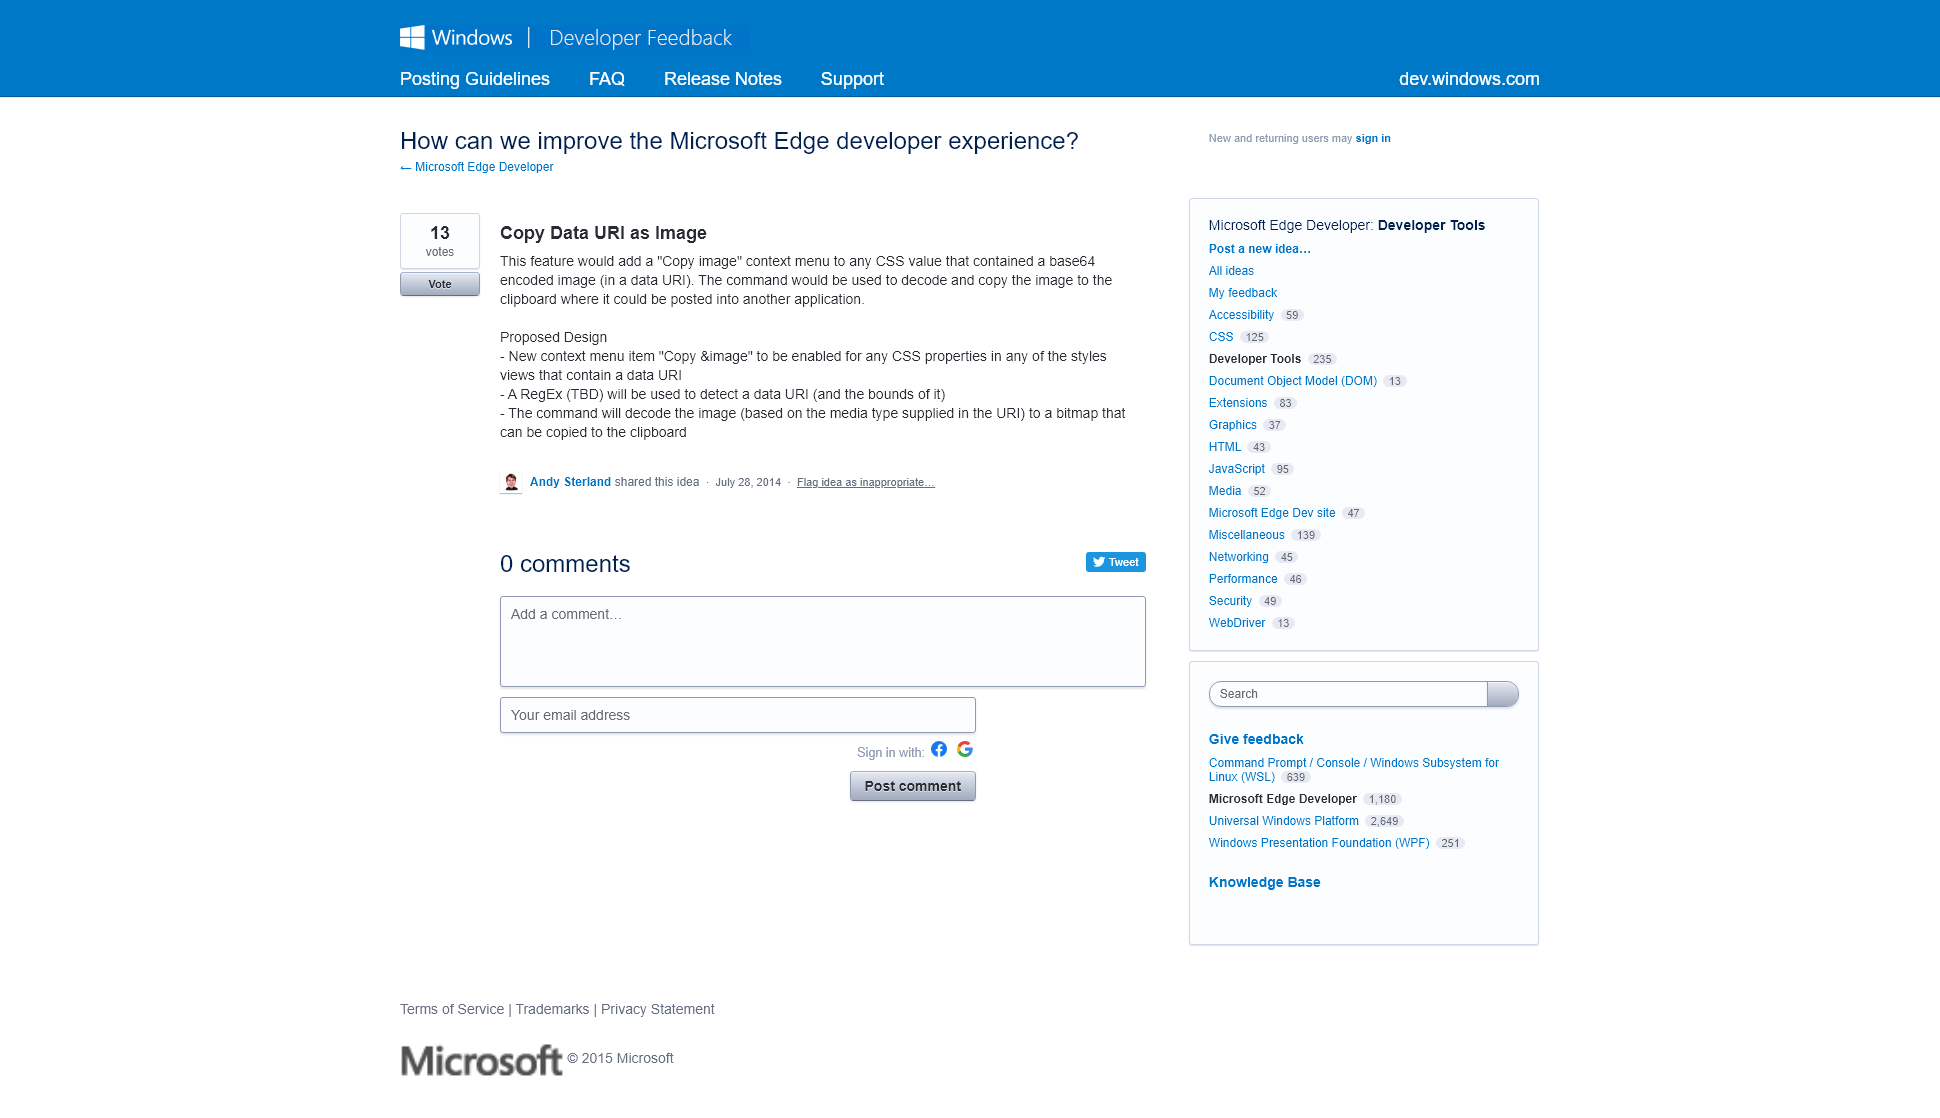 Windows | Developer Feedback
Posting Guidelines FAQ Release Notes Support dev.windows.com
How can we improve the Microsoft Edge developer experience?
← Microsoft Edge Developer
New and returning users may sign in
13
votes
Vote
Copy Data URI as Image
This feature would add a "Copy image" context menu to any CSS value that contained a base64
encoded image (in a data URI). The command would be used to decode and copy the image to the
clipboard where it could be posted into another application.
Proposed Design
- New context menu item "Copy &image" to be enabled for any CSS properties in any of the styles
views that contain a data URI
- A RegEx (TBD) will be used to detect a data URI (and the bounds of it)
- The command will decode the image (based on the media type supplied in the URI) to a bitmap that
can be copied to the clipboard
Andy Sterland shared this idea · July 28, 2014 · Flag idea as inappropriate…
0 comments
Tweet
Add a comment…
Your email address
Sign in with:
Post comment
Microsoft Edge Developer: Developer Tools
Post a new idea…
All ideas
My feedback
Accessibility 59
CSS 125
Developer Tools 235
Document Object Model (DOM) 13
Extensions 83
Graphics 37
HTML 43
JavaScript 95
Media 52
Microsoft Edge Dev site 47
Miscellaneous 139
Networking 45
Performance 46
Security 49
WebDriver 13
Search
Give feedback
Command Prompt / Console / Windows Subsystem for
Linux (WSL) 639
Microsoft Edge Developer 1,180
Universal Windows Platform 2,649
Windows Presentation Foundation (WPF) 251
Knowledge Base
Terms of Service | Trademarks | Privacy Statement
Microsoft © 2015 Microsoft